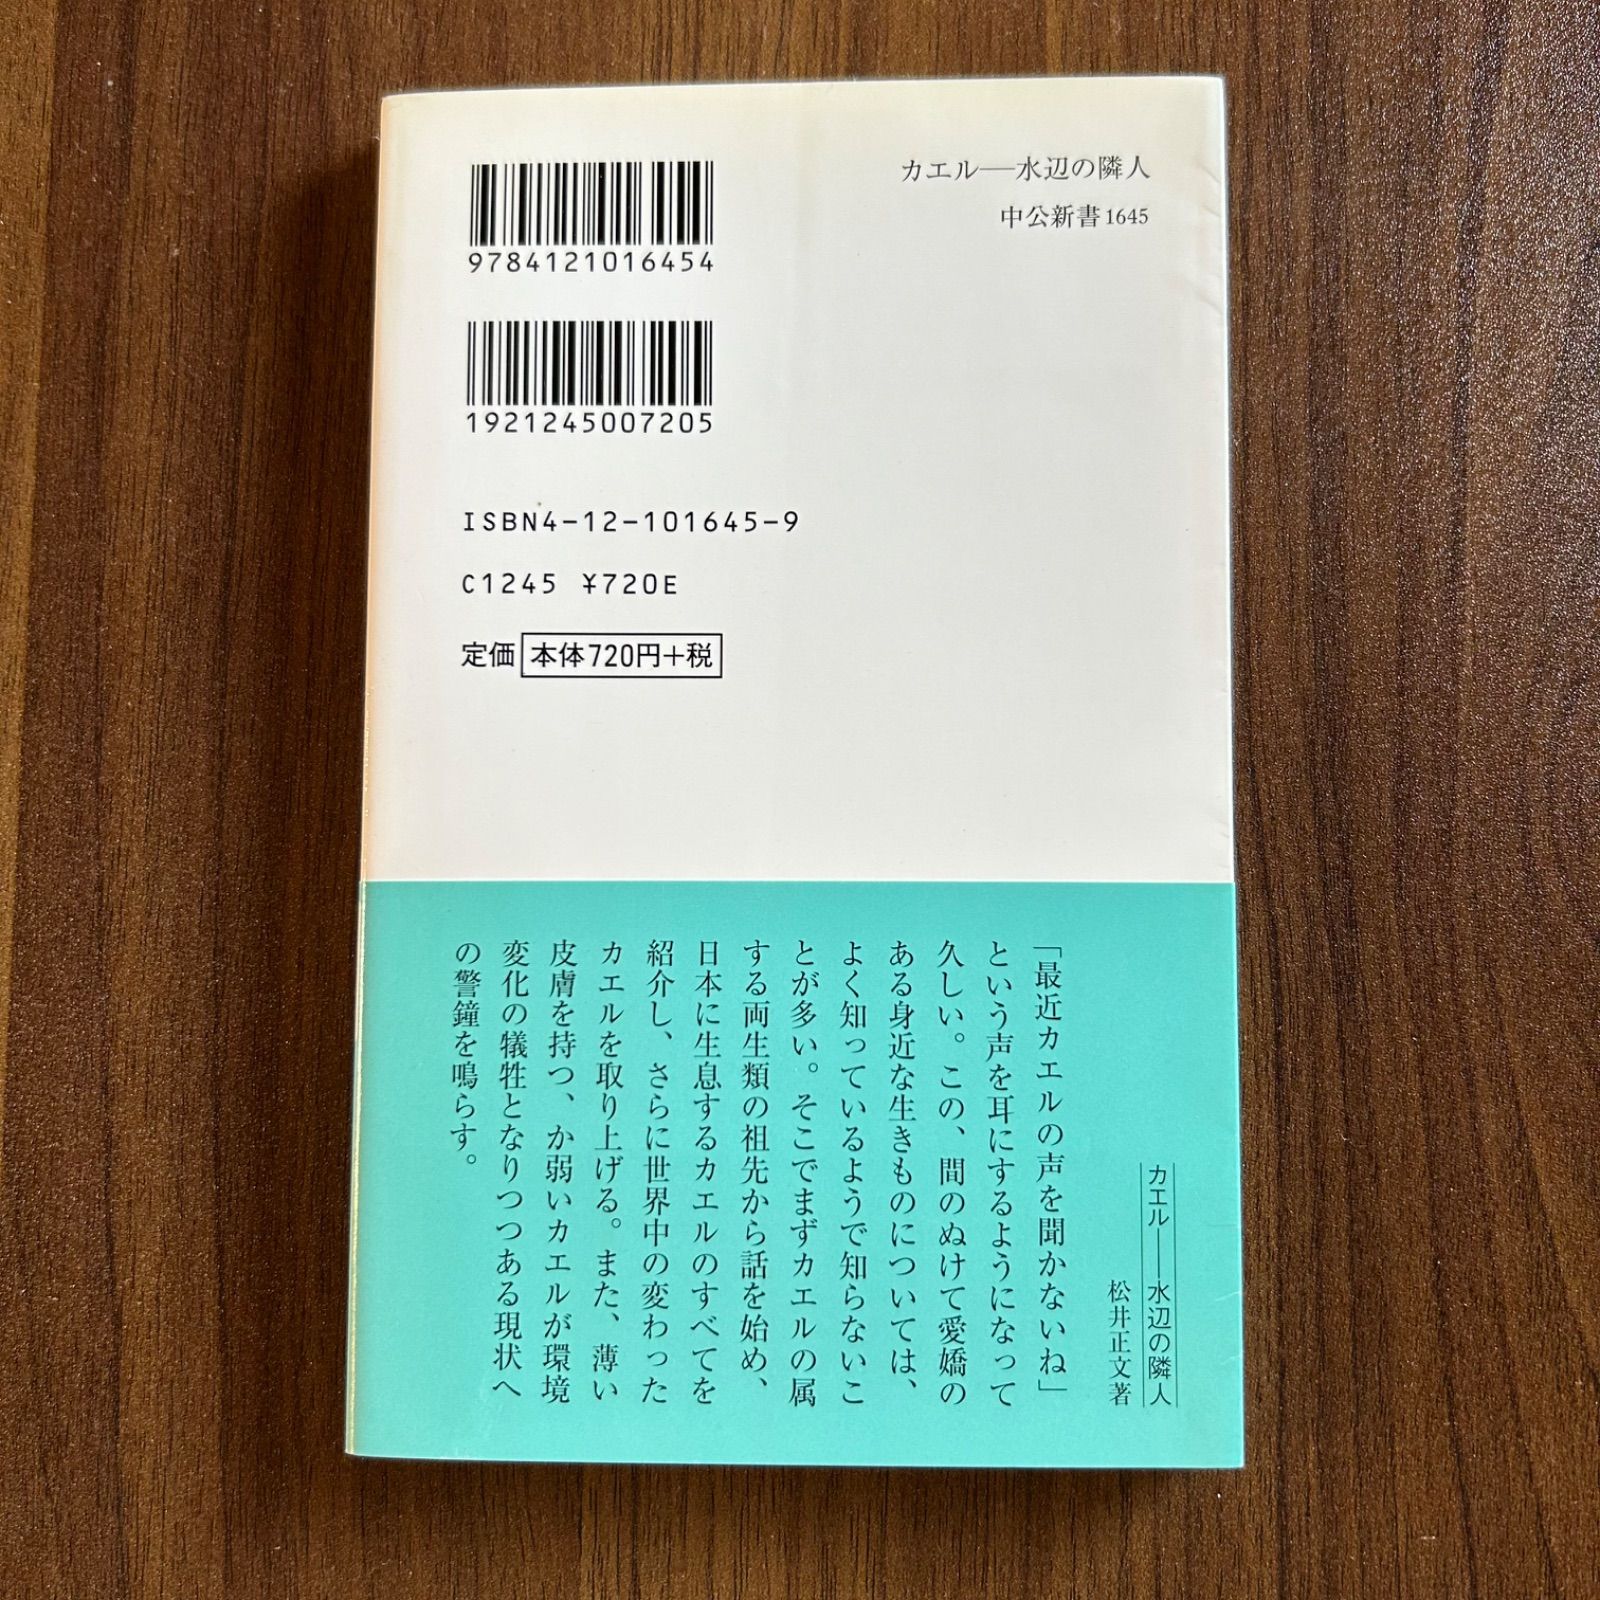 カエル――水辺の隣人
中公新書1645
9784121016454
1921245007205
ISBN4-12-101645-9
C1245 ¥720E
定価 本体720円+税
カエル――水辺の隣人
松井正文著
「最近カエルの声を聞かないね」
という声を耳にするようになって
久しい。この、間のぬけて愛嬌の
ある身近な生きものについては、
よく知っているようで知らないこ
とが多い。そこでまずカエルの属
する両生類の祖先から話を始め、
日本に生息するカエルのすべてを
紹介し、さらに世界中の変わった
カエルを取り上げる。また、薄い
皮膚を持つ、か弱いカエルが環境
変化の犠牲となりつつある現状へ
の警鐘を鳴らす。